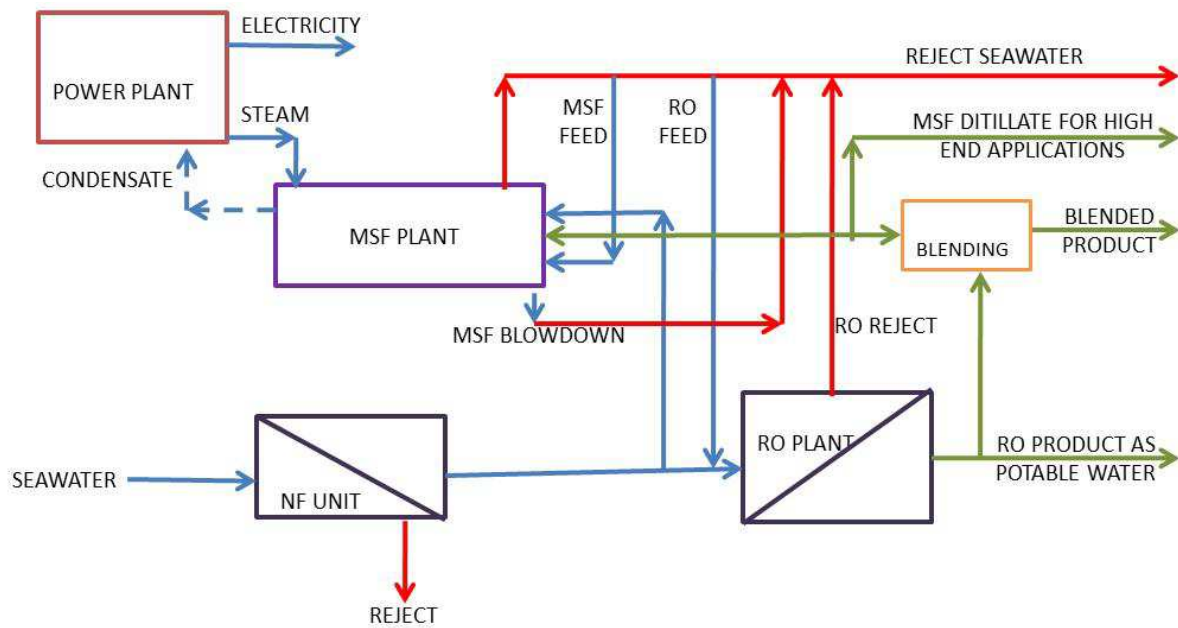 ELECTRICITY
POWER PLANT
STEAM
CONDENSATE
MSF PLANT
MSF
FEED
RO
FEED
REJECT SEAWATER
MSF DITILLATE FOR HIGH
END APPLICATIONS
BLENDING
BLENDED
PRODUCT
MSF BLOWDOWN
RO REJECT
SEAWATER
NF UNIT
REJECT
RO PLANT
RO PRODUCT AS
POTABLE WATER